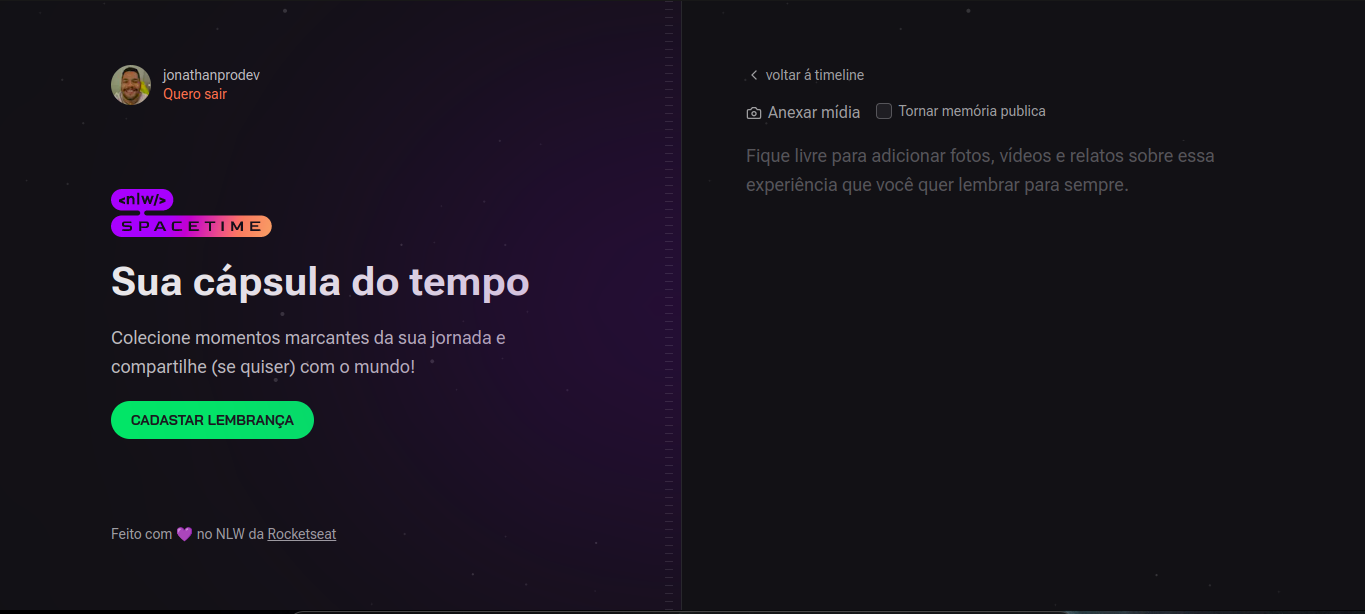 jonathanprodev
Quero sair
<nlw/>
SPACETIME
Sua cápsula do tempo
Colecione momentos marcantes da sua jornada e
compartilhe (se quiser) com o mundo!
CADASTAR LEMBRANÇA
Feito com 💜 no NLW da Rocketseat
voltar á timeline
Anexar mídia
Tornar memória publica
Fique livre para adicionar fotos, vídeos e relatos sobre essa
experiência que você quer lembrar para sempre.